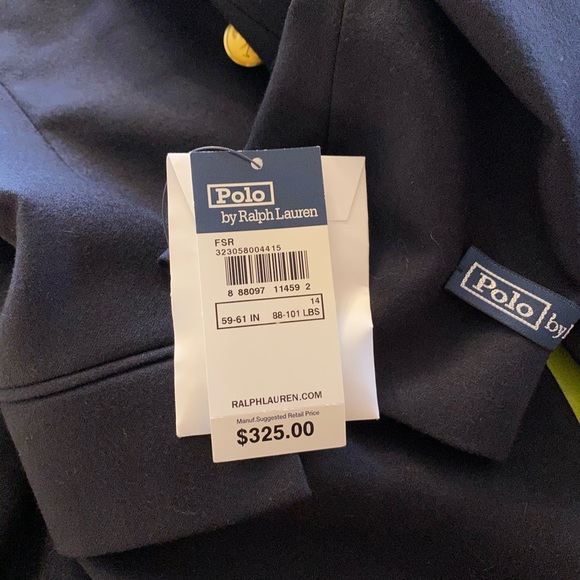 Polo
by Ralph Lauren
FSR
323058004415
8 88097 11459 2
14
59-61 IN 88-101 LBS
RALPHLAUREN.COM
Manuf.Suggested Retail Price
$325.00
Polo by